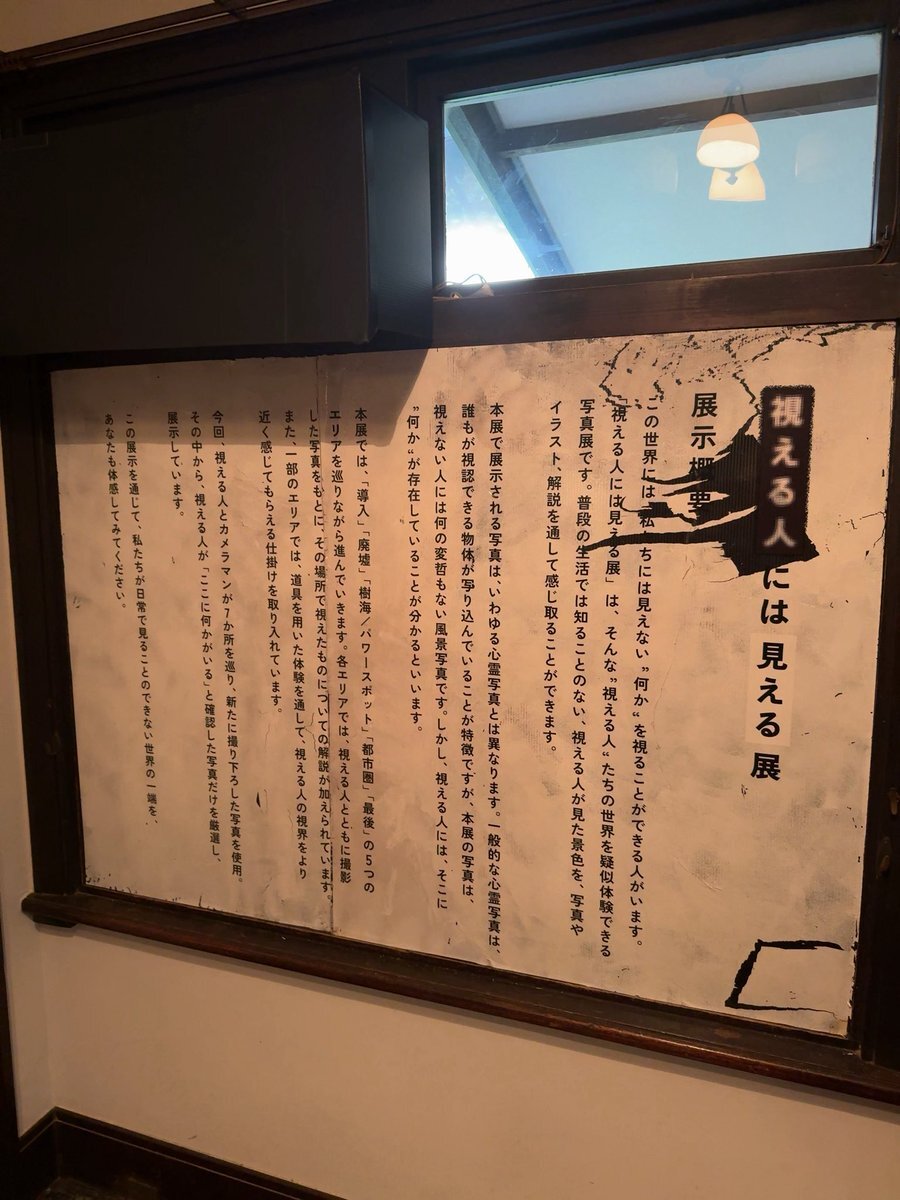 視える人には見える展
展示概要
この世界には、私たちには見えない”何か“を視ることができる人がいます。
「視える人には見える展」は、そんな”視える人“たちの世界を疑似体験できる
写真展です。普段の生活では知ることのない、視える人が見た景色を、写真や
イラスト、解説を通して感じ取ることができます。
本展で展示される写真は、いわゆる心霊写真とは異なります。一般的な心霊写真は、
誰もが視認できる物体が写り込んでいることが特徴ですが、本展の写真は、
視えない人には何の変哲もない風景写真です。しかし、視える人には、そこに
”何か“が存在していることが分かるといいます。
本展では、「導入」「廃墟」「樹海／パワースポット」「都市圏」「最後」の5つの
エリアを巡りながら進んでいきます。各エリアでは、視える人とともに撮影
した写真をもとに、その場所で視えたものについての解説が加えられています。
また、一部のエリアでは、道具を用いた体験を通して、視える人の視界をより
近く感じてもらえる仕掛けを取り入れています。
今回、視える人とカメラマンが7か所を巡り、新たに撮り下ろした写真を使用。
その中から、視える人が「ここに何かがいる」と確認した写真だけを厳選し、
展示しています。
この展示を通じて、私たちが日常で見ることのできない世界の一端を、
あなたも体感してみてください。